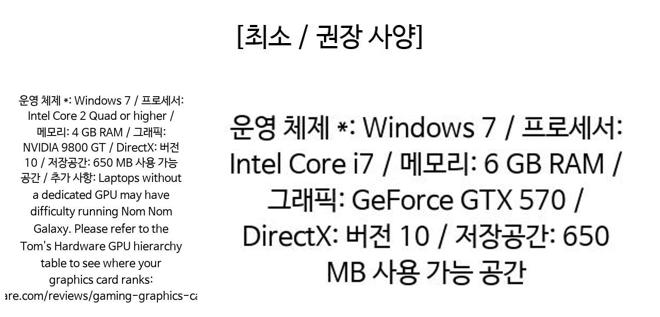 [최소 / 권장 사양]
운영 체제 *: Windows 7 / 프로세서:
Intel Core 2 Quad or higher /
메모리: 4 GB RAM / 그래픽:
NVIDIA 9800 GT / DirectX: 버전
10 / 저장공간: 650 MB 사용 가능
공간 / 추가 사항: Laptops without
a dedicated GPU may have
difficulty running Nom Nom
Galaxy. Please refer to the
Tom's Hardware GPU hierarchy
table to see where your
graphics card ranks:
are.com/reviews/gaming-graphics-ca
운영 체제 *: Windows 7 / 프로세서:
Intel Core i7 / 메모리: 6 GB RAM /
그래픽: GeForce GTX 570 /
DirectX: 버전 10 / 저장공간: 650
MB 사용 가능 공간